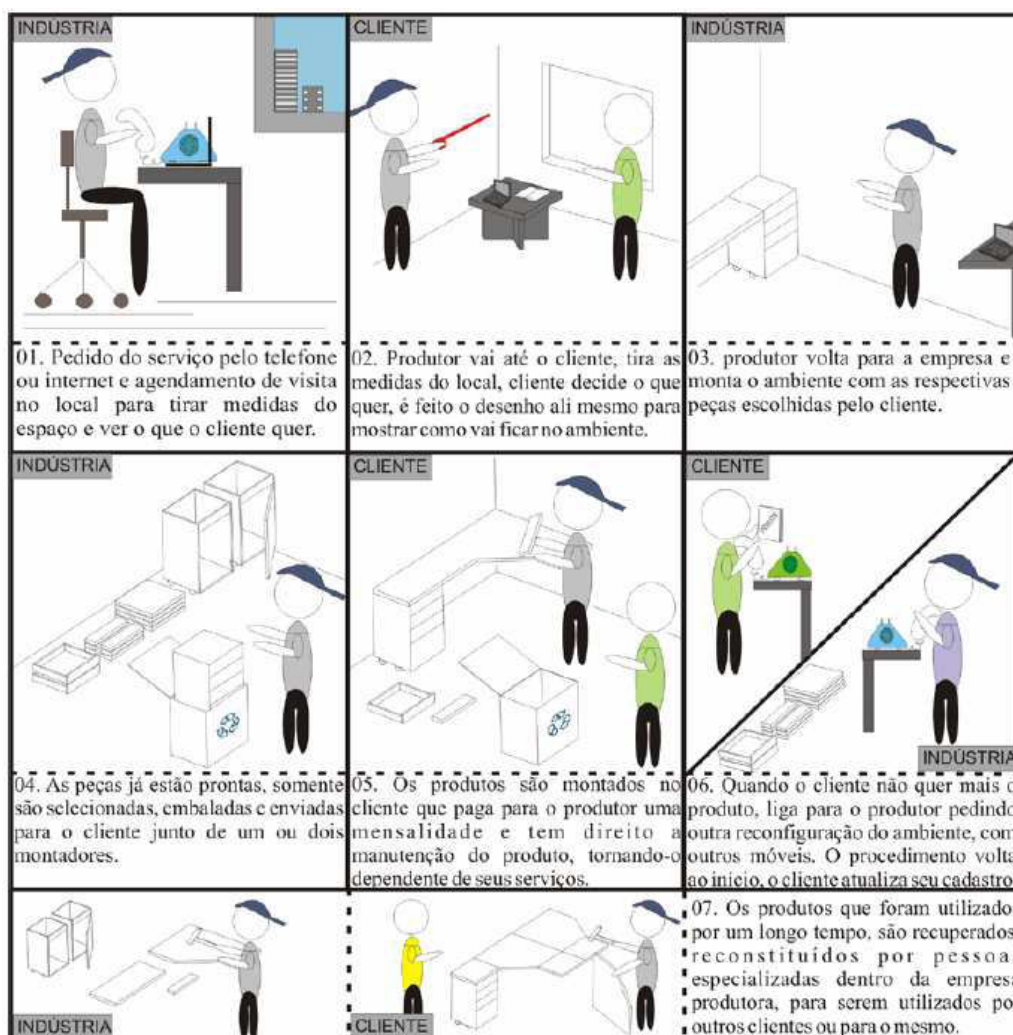 INDÚSTRIA
01. Pedido do serviço pelo telefone
ou internet e agendamento de visita
no local para tirar medidas do
espaço e ver o que o cliente quer.
CLIENTE
02. Produtor vai até o cliente, tira as
medidas do local, cliente decide o que
quer, é feito o desenho ali mesmo para
mostrar como vai ficar no ambiente.
INDÚSTRIA
03. produtor volta para a empresa e
monta o ambiente com as respectivas
peças escolhidas pelo cliente.
INDÚSTRIA
04. As peças já estão prontas, somente
são selecionadas, embaladas e enviadas
para o cliente junto de um ou dois
montadores.
CLIENTE
05. Os produtos são montados no
cliente que paga para o produtor uma
mensalidade e tem direito a
manutenção do produto, tornando-o
dependente de seus serviços.
CLIENTE
INDÚSTRIA
06. Quando o cliente não quer mais o
produto, liga para o produtor pedindo
outra reconfiguração do ambiente, com
outros móveis. O procedimento volta
ao inicio, o cliente atualiza seu cadastro
INDÚSTRIA
CLIENTE
07. Os produtos que foram utilizado
por um longo tempo, são recuperados
reconstituídos por pessoa
especializadas dentro da empresa
produtora, para serem utilizados po
outros clientes ou para o mesmo.